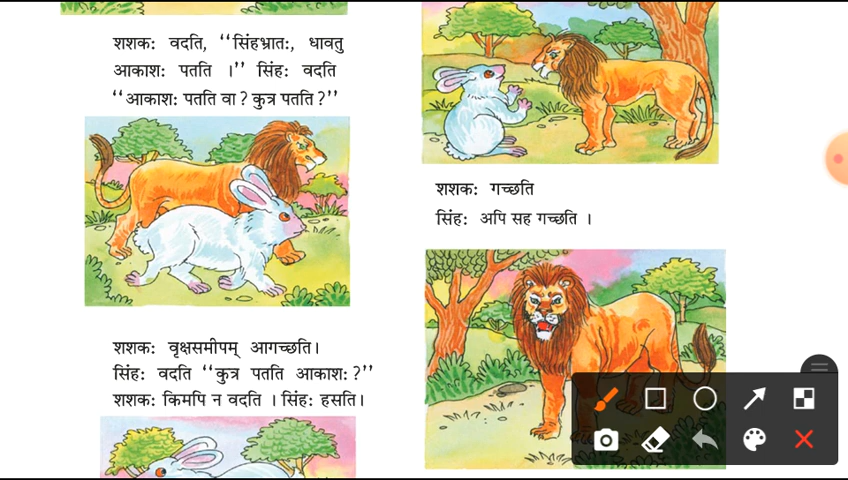 शशक: वदति, “सिंहभ्रात:, धावतु
आकाश: पतति ।” सिंह: वदति
“आकाश: पतति वा ? कुत्र पतति ?”
शशक: गच्छति
सिंह: अपि सह गच्छति ।
शशक: वृक्षसमीपम् आगच्छति।
सिंह: वदति “कुत्र पतति आकाश: ?”
शशक: किमपि न वदति । सिंह: हसति।